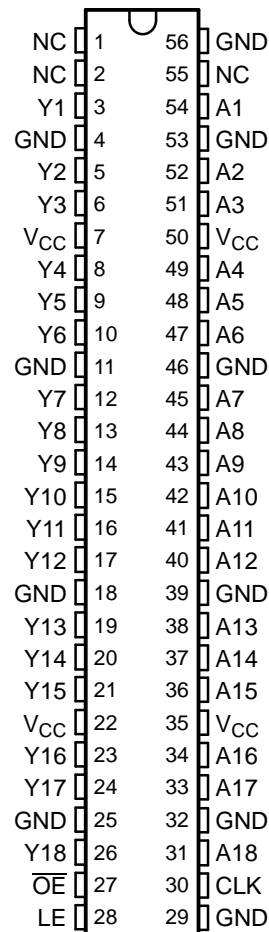 NC 1 56 GND
NC 2 55 NC
Y1 3 54 A1
GND 4 53 GND
Y2 5 52 A2
Y3 6 51 A3
VCC 7 50 VCC
Y4 8 49 A4
Y5 9 48 A5
Y6 10 47 A6
GND 11 46 GND
Y7 12 45 A7
Y8 13 44 A8
Y9 14 43 A9
Y10 15 42 A10
Y11 16 41 A11
Y12 17 40 A12
GND 18 39 GND
Y13 19 38 A13
Y14 20 37 A14
Y15 21 36 A15
VCC 22 35 VCC
Y16 23 34 A16
Y17 24 33 A17
GND 25 32 GND
Y18 26 31 A18
O̅E̅ 27 30 CLK
LE 28 29 GND